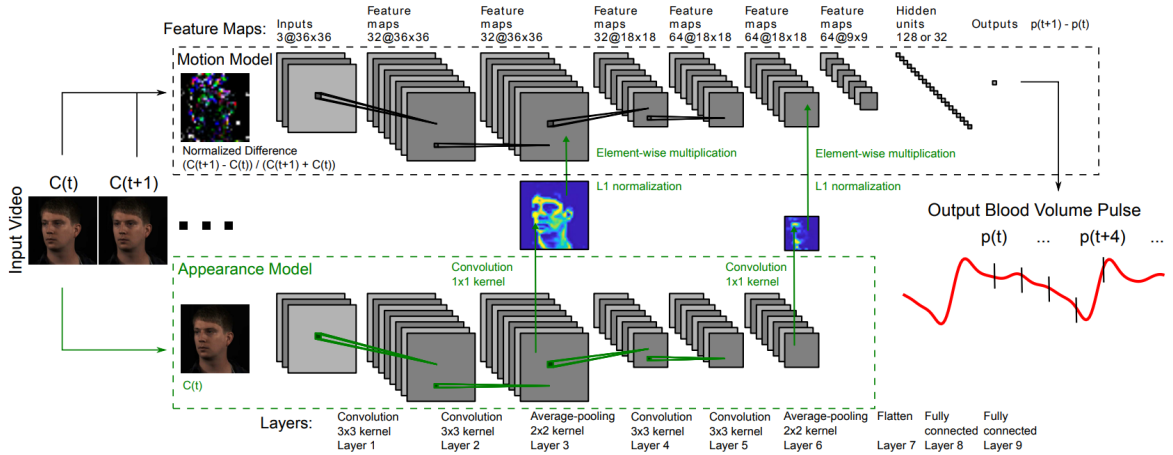 Feature Maps:
Inputs
3@36x36
Feature
maps
32@36x36
Feature
maps
32@36x36
Feature
maps
32@18x18
Feature
maps
64@18x18
Feature
maps
64@18x18
Feature
maps
64@9x9
Hidden
units
128 or 32
Outputs
p(t+1) - p(t)
Motion Model
Normalized Difference
(C(t+1) - C(t)) / (C(t+1) + C(t))
Element-wise multiplication
L1 normalization
Element-wise multiplication
L1 normalization
Input Video
C(t)
C(t+1)
Output Blood Volume Pulse
p(t)
...
p(t+4)
...
Appearance Model
Convolution
1x1 kernel
Convolution
1x1 kernel
C(t)
Layers:
Convolution
3x3 kernel
Layer 1
Convolution
3x3 kernel
Layer 2
Average-pooling
2x2 kernel
Layer 3
Convolution
3x3 kernel
Layer 4
Convolution
3x3 kernel
Layer 5
Average-pooling
2x2 kernel
Layer 6
Flatten
Layer 7
Fully
connected
Layer 8
Fully
connected
Layer 9